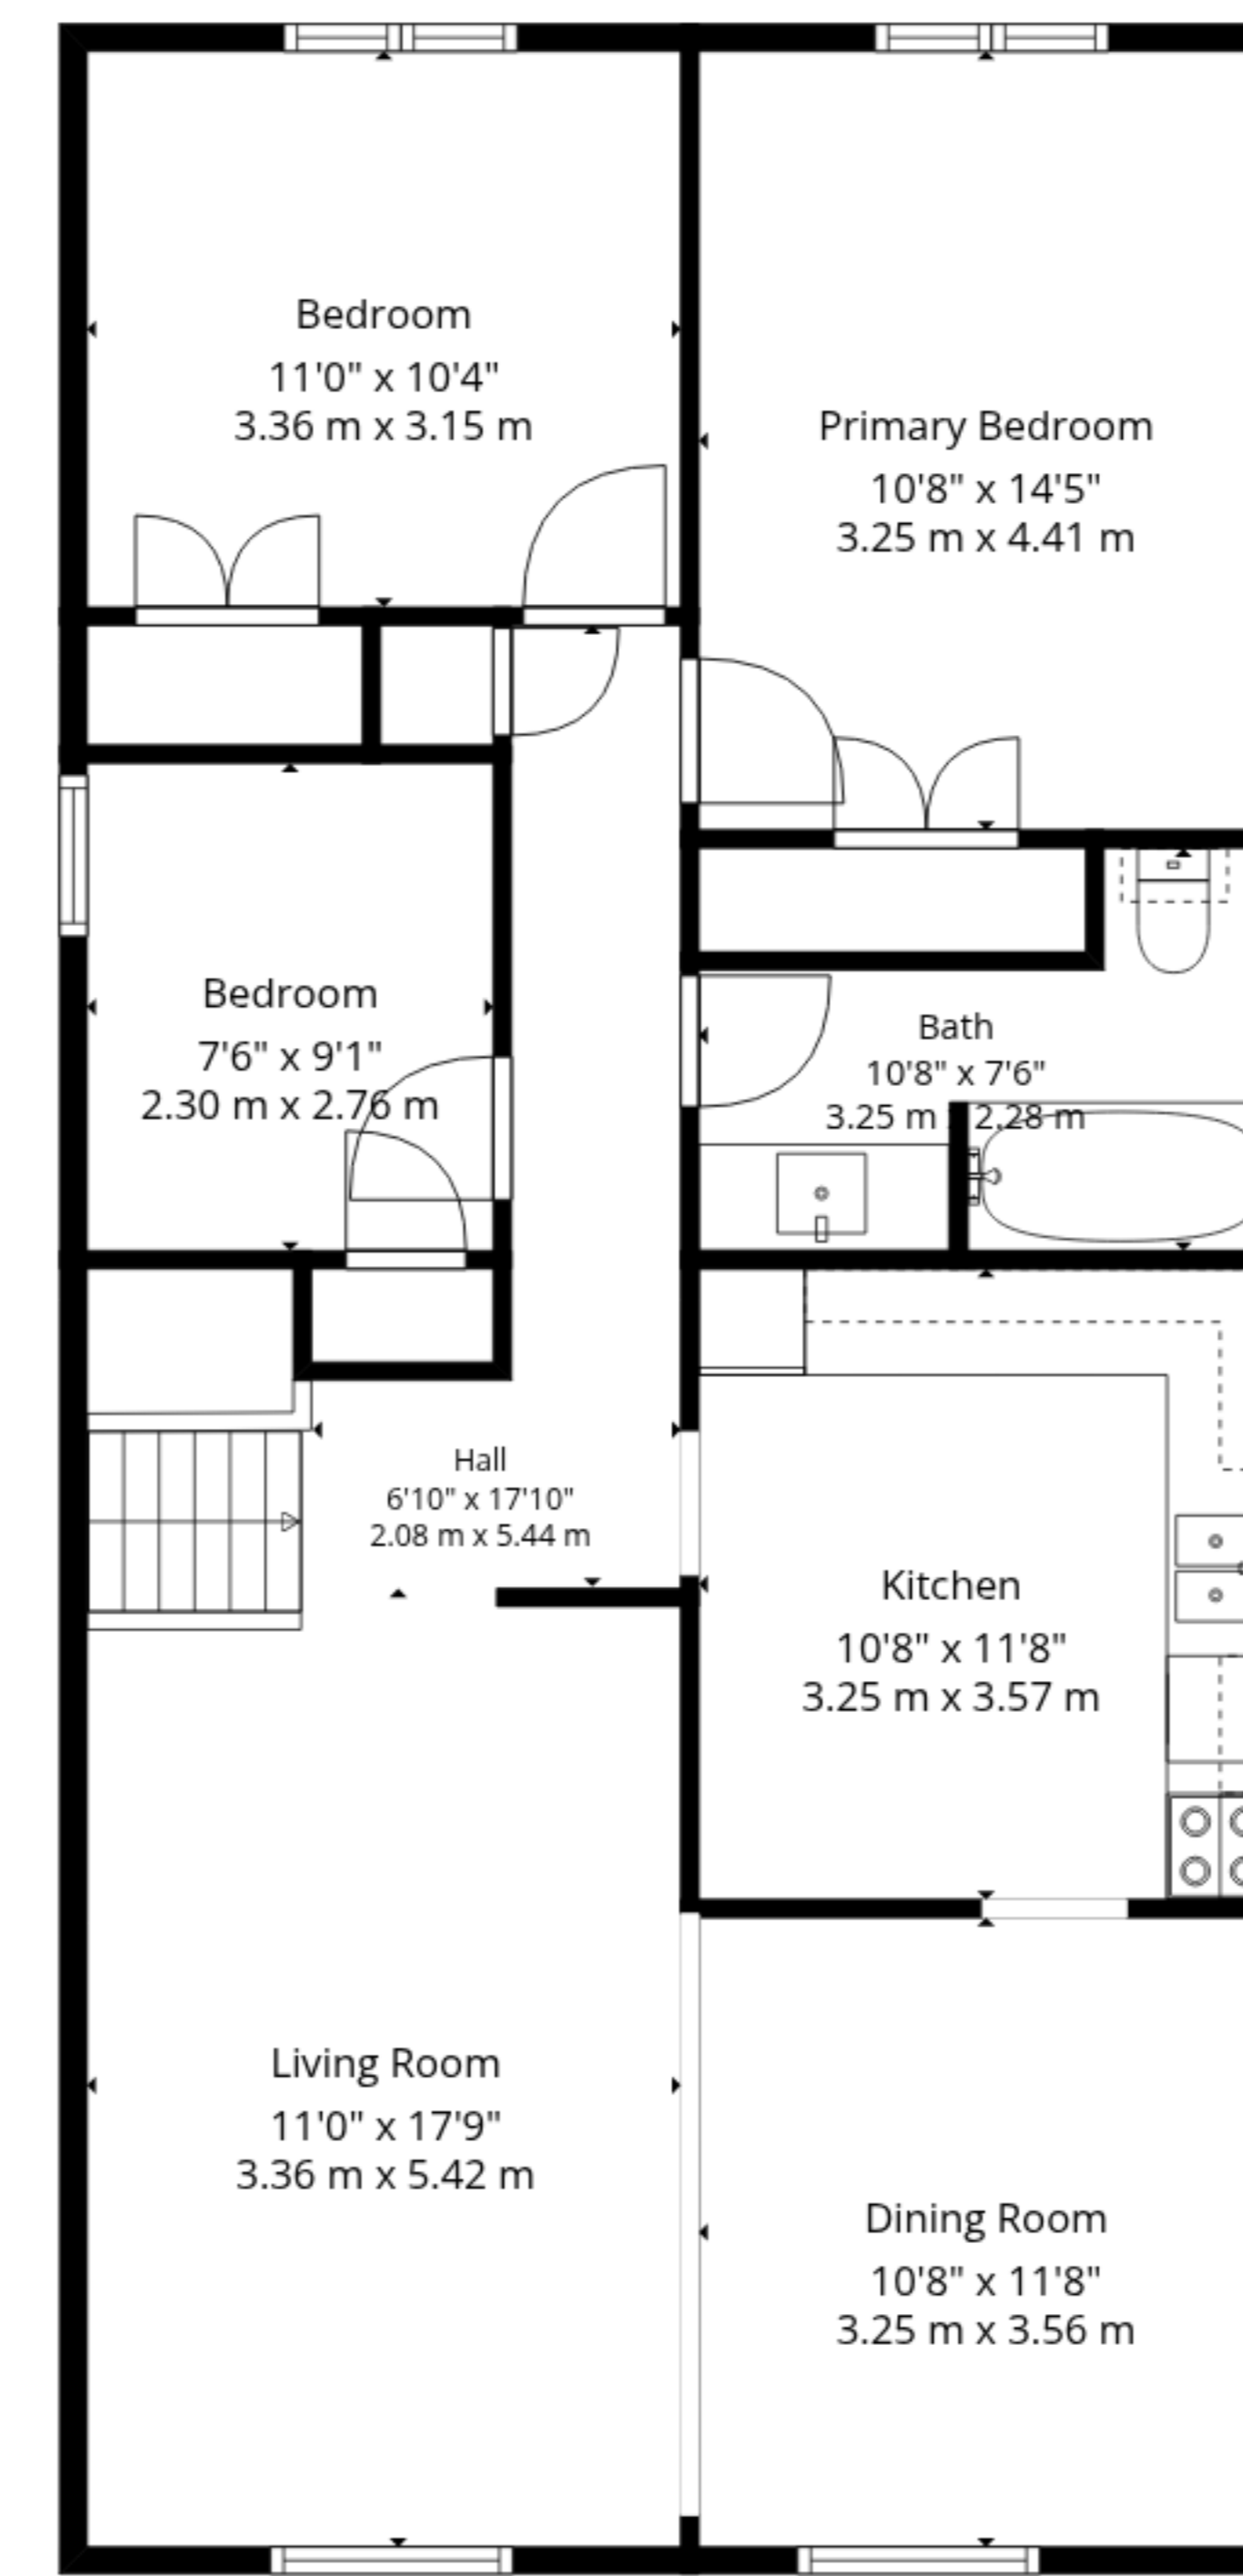 Bedroom
11'0" x 10'4"
3.36 m x 3.15 m
Primary Bedroom
10'8" x 14'5"
3.25 m x 4.41 m
Bedroom
7'6" x 9'1"
2.30 m x 2.76 m
Bath
10'8" x 7'6"
3.25 m x 2.28 m
Hall
6'10" x 17'10"
2.08 m x 5.44 m
Kitchen
10'8" x 11'8"
3.25 m x 3.57 m
Living Room
11'0" x 17'9"
3.36 m x 5.42 m
Dining Room
10'8" x 11'8"
3.25 m x 3.56 m